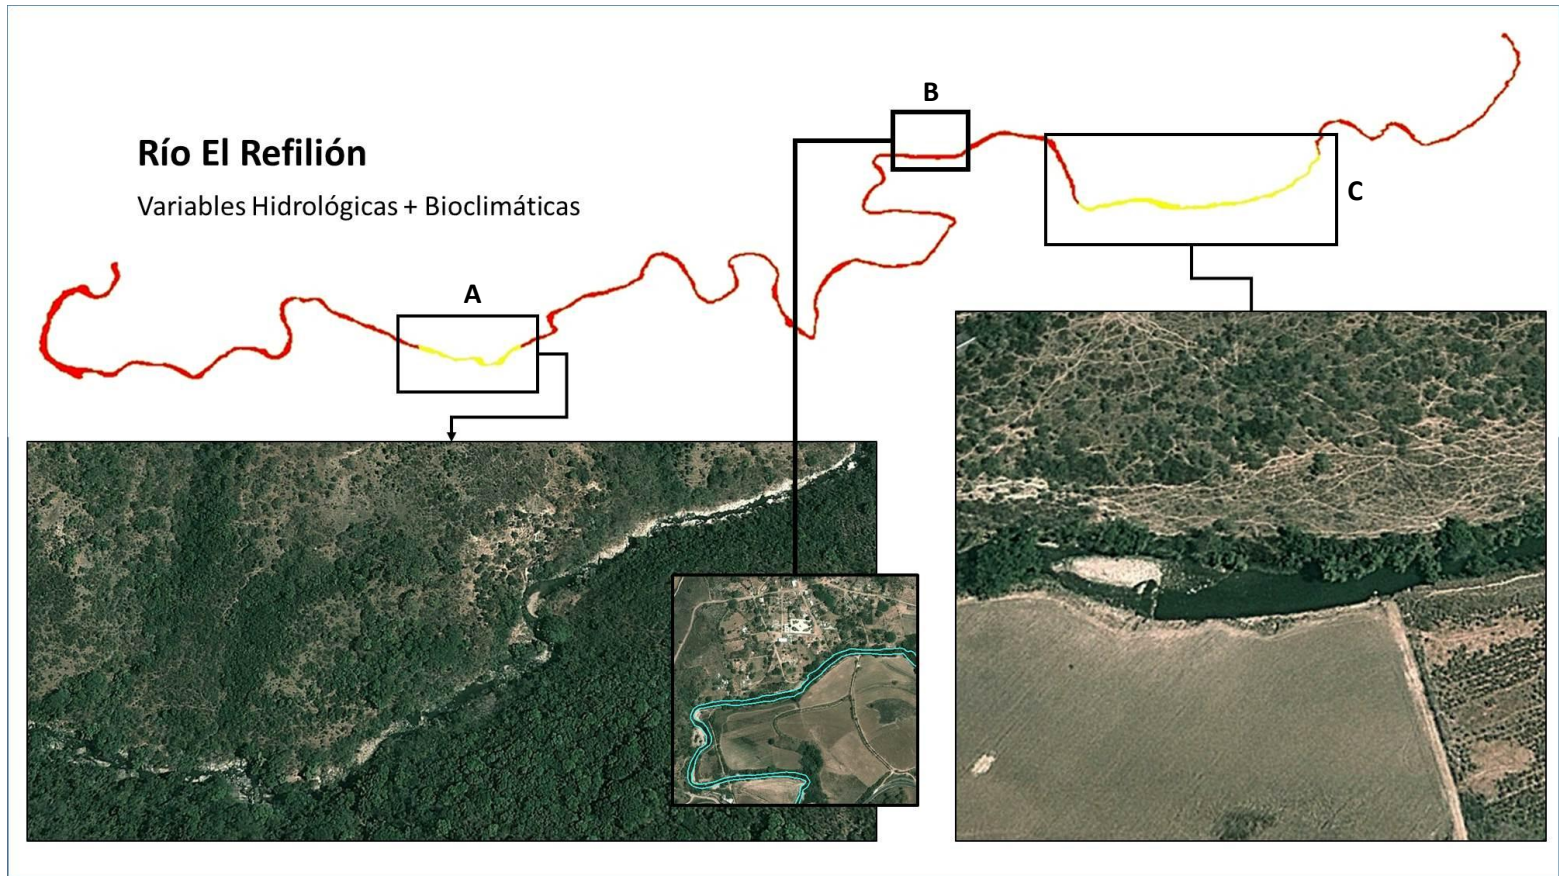 B
Río El Refilión
C
Variables Hidrológicas + Bioclimáticas
A